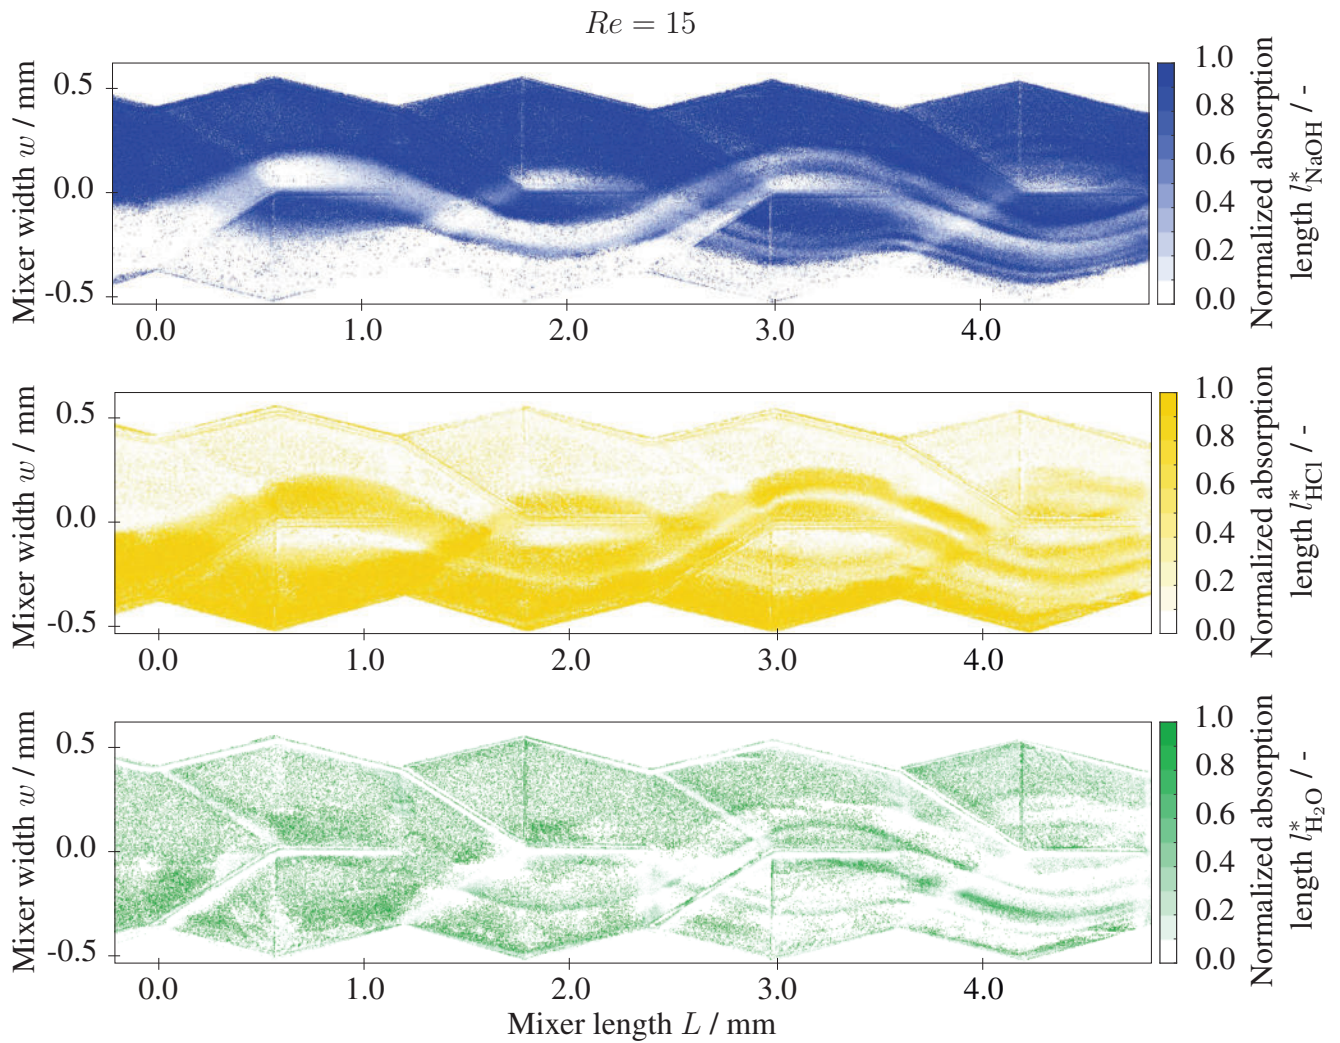 Re = 15
Mixer width w / mm
0.5
0.0
-0.5
0.0 1.0 2.0 3.0 4.0
1.0
0.8
0.6
0.4
0.2
0.0
Normalized absorption
length l*NaOH / -
Mixer width w / mm
0.5
0.0
-0.5
0.0 1.0 2.0 3.0 4.0
1.0
0.8
0.6
0.4
0.2
0.0
Normalized absorption
length l*HCl / -
Mixer width w / mm
0.5
0.0
-0.5
0.0 1.0 2.0 3.0 4.0
Mixer length L / mm
1.0
0.8
0.6
0.4
0.2
0.0
Normalized absorption
length l*H₂O / -